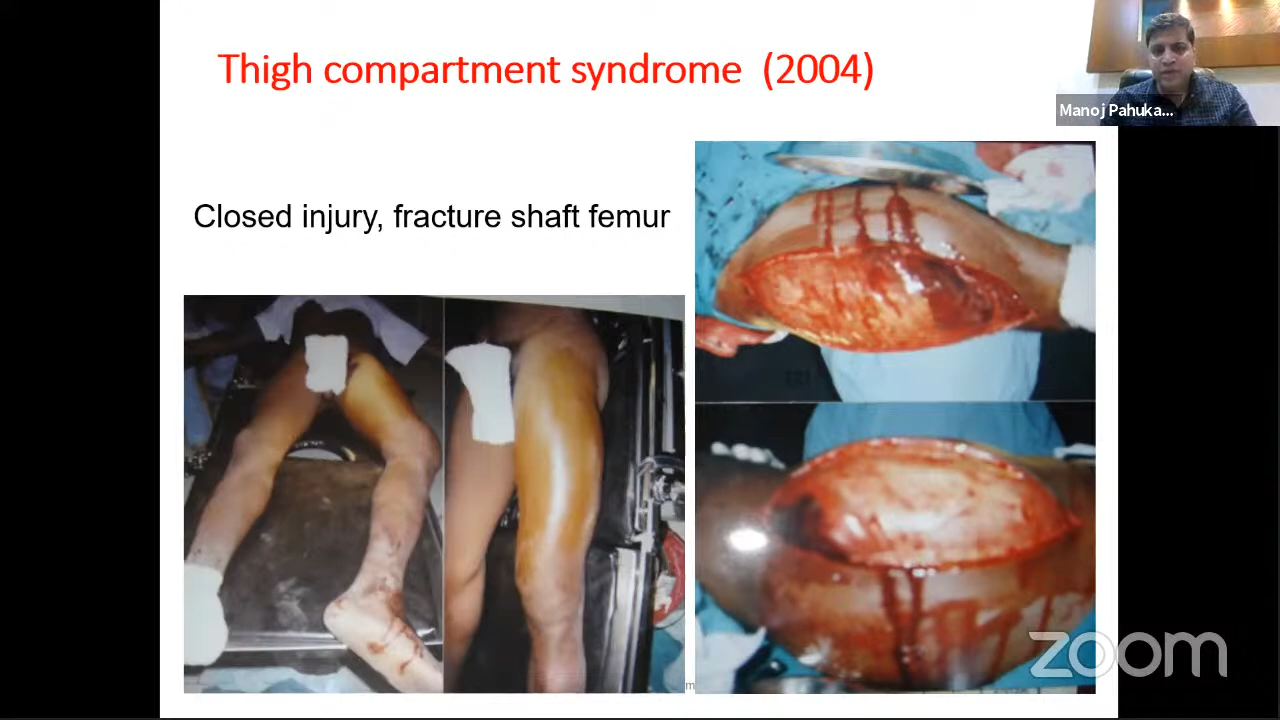 Thigh compartment syndrome (2004)
Manoj Pahuka...
Closed injury, fracture shaft femur
zoom